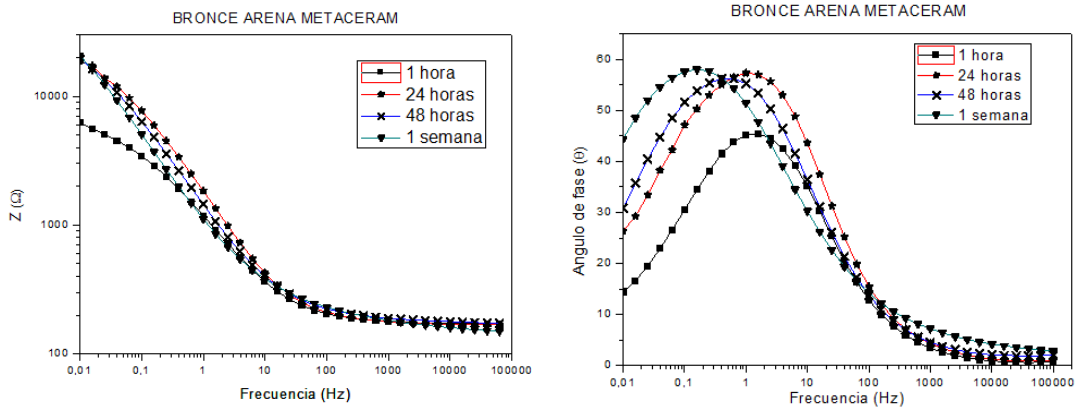 BRONCE ARENA METACERAM
10000
1000
100
Z (Ω)
1 hora
24 horas
48 horas
1 semana
0,01 0,1 1 10 100 1000 10000 100000
Frecuencia (Hz)
BRONCE ARENA METACERAM
60
50
40
30
20
10
0
Angulo de fase (θ)
1 hora
24 horas
48 horas
1 semana
0,01 0,1 1 10 100 1000 10000 100000
Frecuencia (Hz)